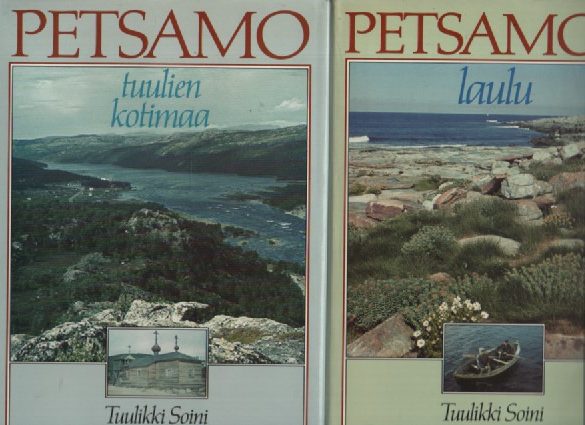 PETSAMO
tuulien
kotimaa
Tuulikki Soini
PETSAMO
laulu
Tuulikki Soini